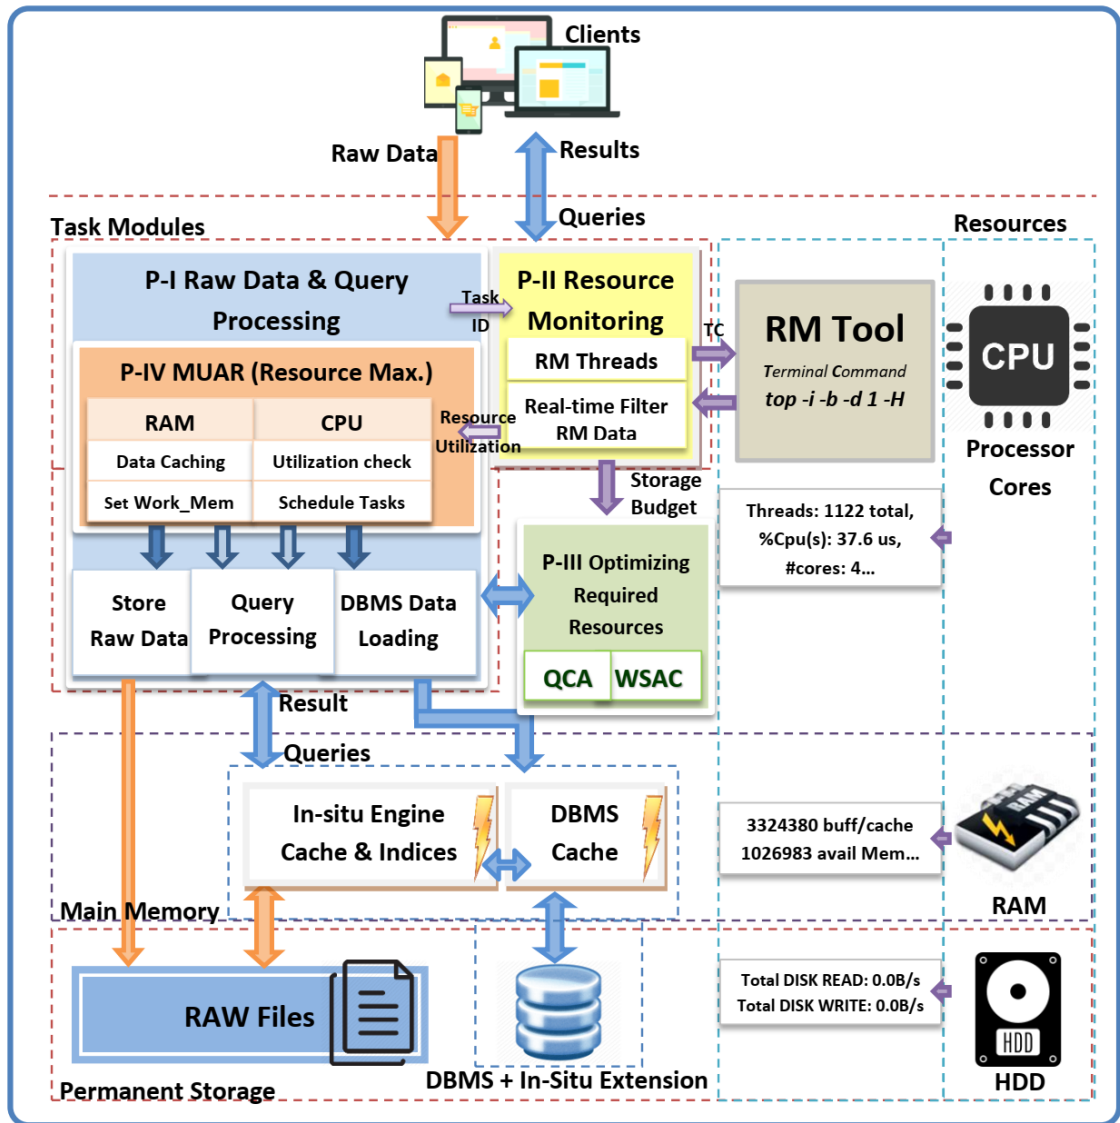 Clients
Raw Data
Results
Queries
Task Modules
Resources
P-I Raw Data & Query
Processing
Task
ID
P-II Resource
Monitoring
RM Threads
Real-time Filter
RM Data
TC
RM Tool
Terminal Command
top -i -b -d 1 -H
CPU
Processor
Cores
P-IV MUAR (Resource Max.)
RAM
CPU
Data Caching
Utilization check
Set Work_Mem
Schedule Tasks
Resource
Utilization
Storage
Budget
Threads: 1122 total,
%Cpu(s): 37.6 us,
#cores: 4...
Store
Raw Data
Query
Processing
DBMS Data
Loading
P-III Optimizing
Required
Resources
QCA
WSAC
Result
Queries
In-situ Engine
Cache & Indices
DBMS
Cache
3324380 buff/cache
1026983 avail Mem...
RAM
RAM
Main Memory
RAW Files
Total DISK READ: 0.0B/s
Total DISK WRITE: 0.0B/s
HDD
HDD
DBMS + In-Situ Extension
Permanent Storage